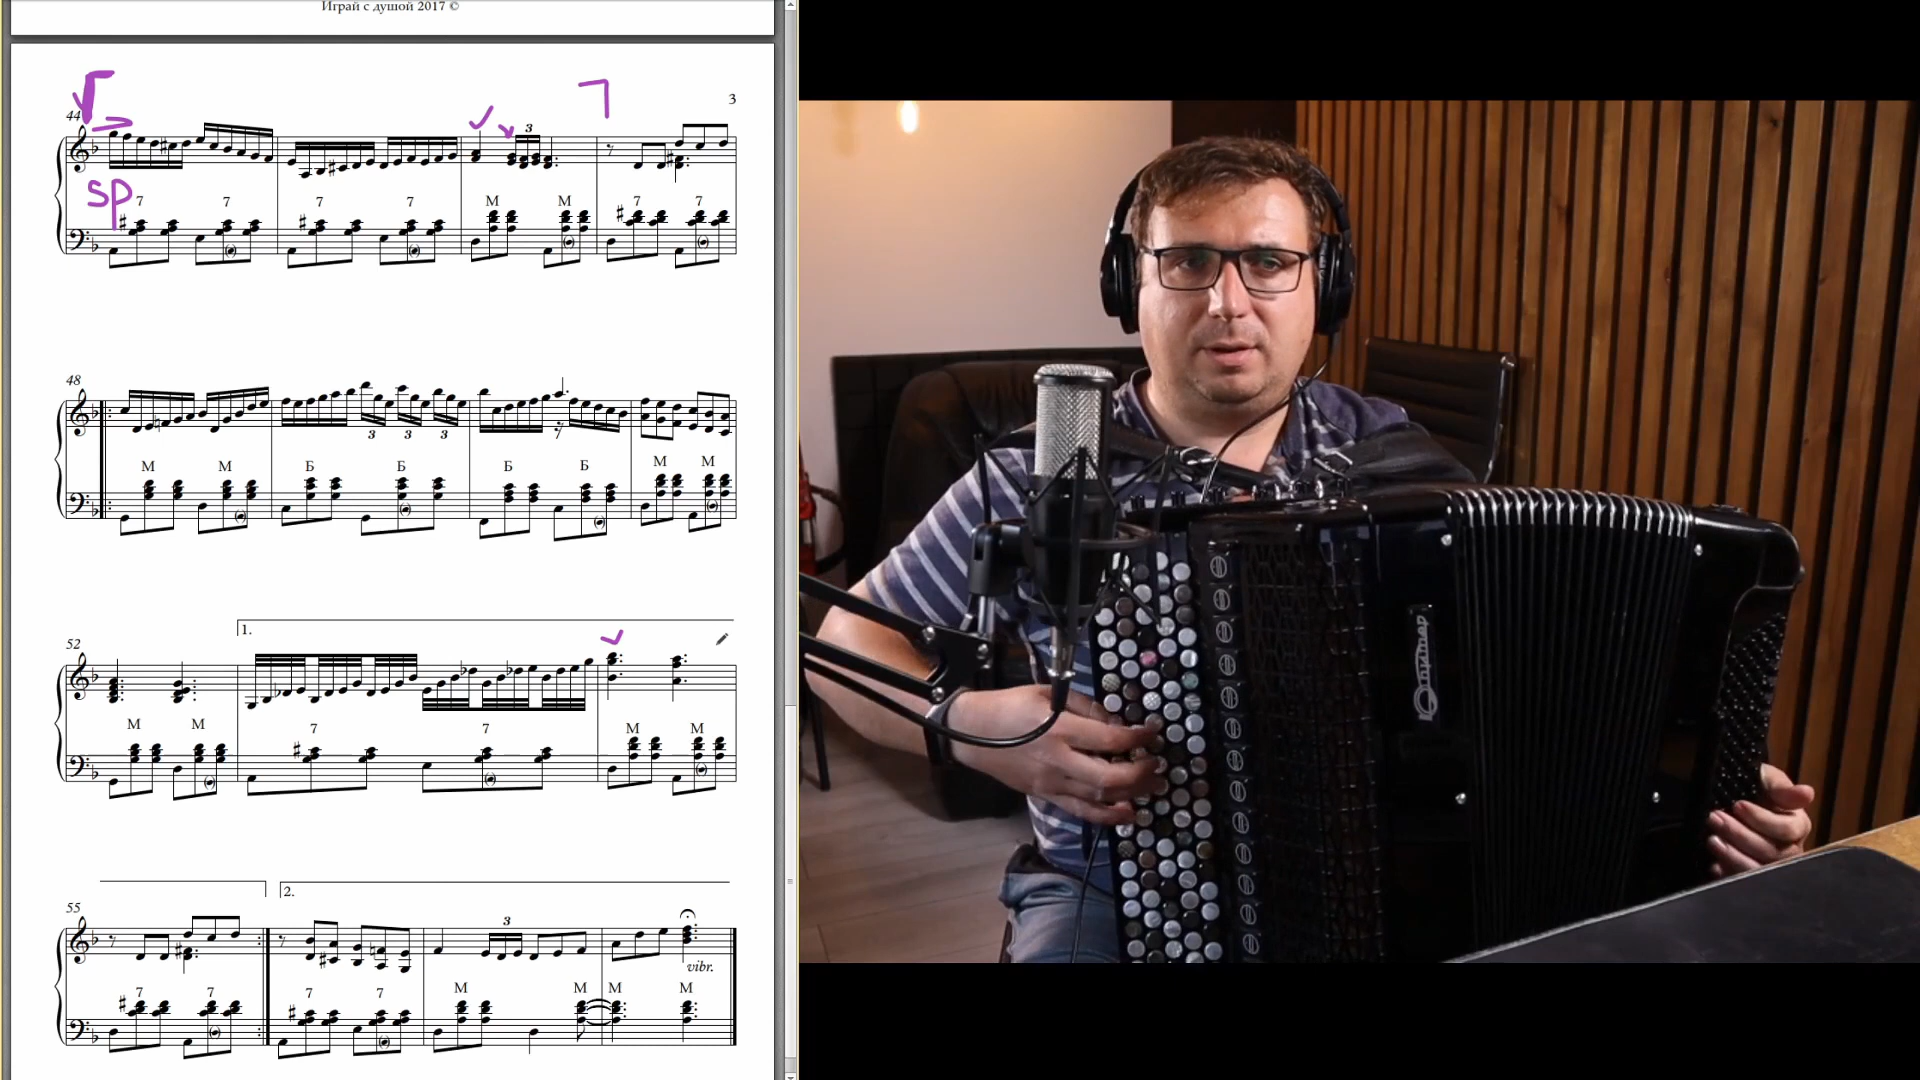 Играй с душой 2017 ©
3
44
3
sp
7 7 7 7 М М 7 7
48
3 3 3
М М Б Б Б Б М М
52
1.
М М 7 7 М М
55
2.
3
vibr.
7 7 7 7 М М М М
Юпитер